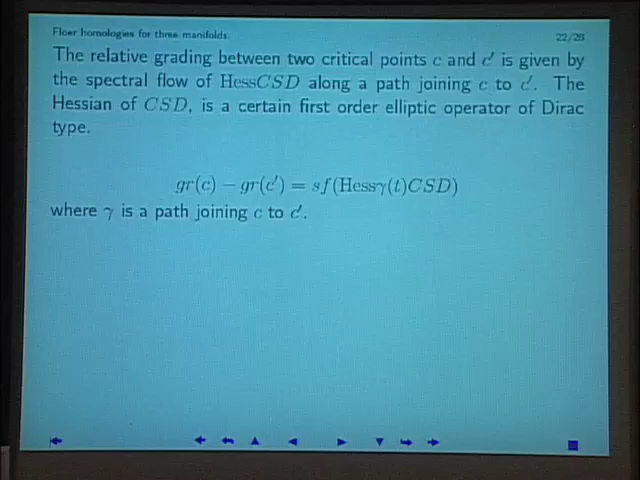 Floer homologies for three manifolds.
22/28
The relative grading between two critical points c and c′ is given by
the spectral flow of HessCSD along a path joining c to c′. The
Hessian of CSD, is a certain first order elliptic operator of Dirac
type.
gr(c) − gr(c′) = sf(Hessγ(t)CSD)
where γ is a path joining c to c′.